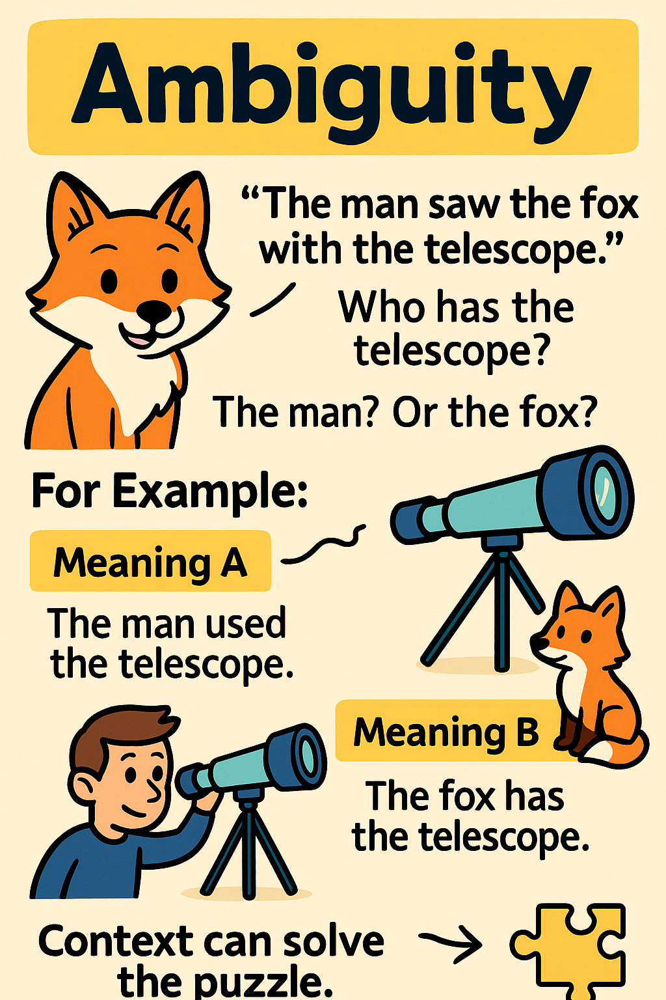 Ambiguity
“The man saw the fox
with the telescope.”
Who has the
telescope?
The man? Or the fox?
For Example:
Meaning A
The man used
the telescope.
Meaning B
The fox has
the telescope.
Context can solve
the puzzle.